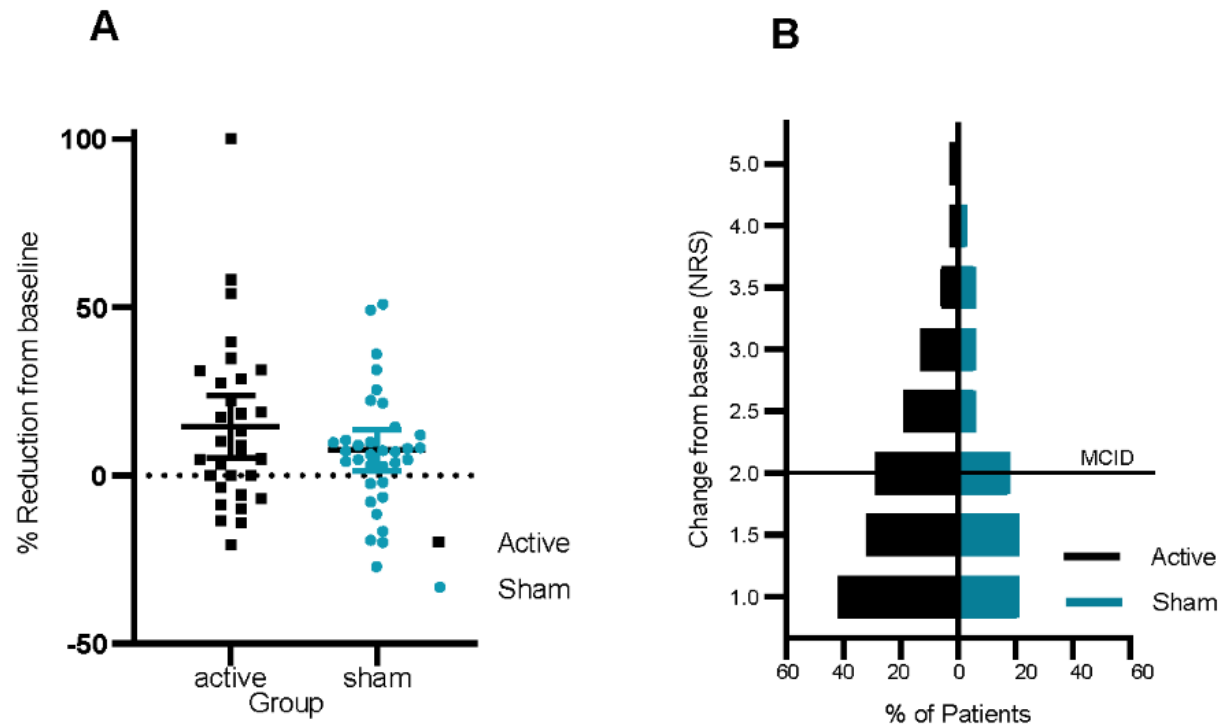 A
% Reduction from baseline
100
50
0
-50
active
sham
Group
Active
Sham
B
Change from baseline (NRS)
5.0
4.0
3.5
3.0
2.5
2.0
1.5
1.0
MCID
Active
Sham
60 40 20 0 20 40 60
% of Patients